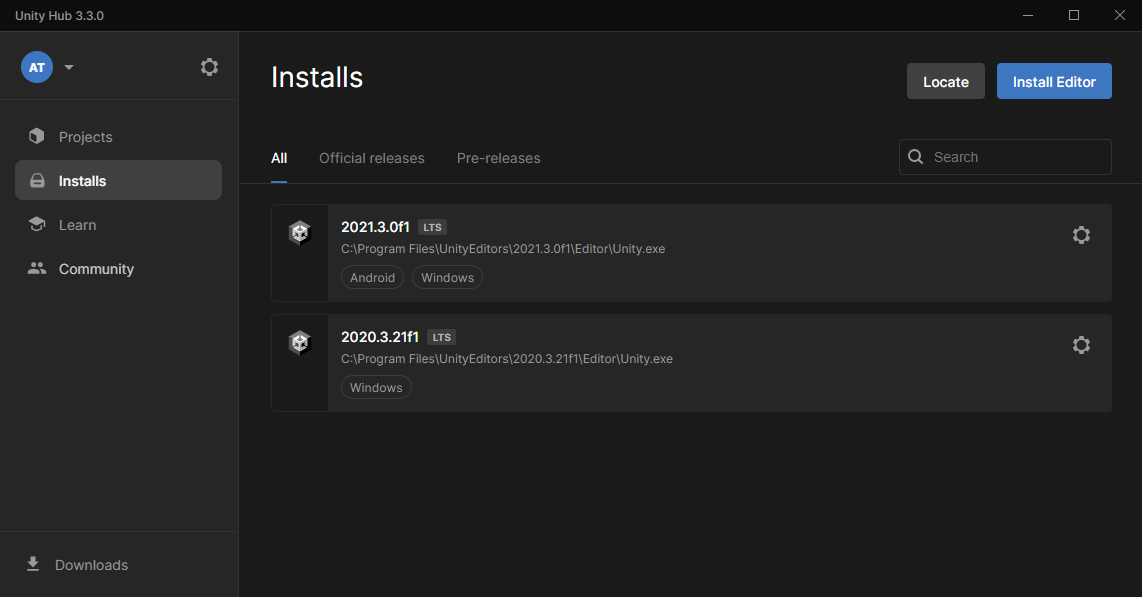 Unity Hub 3.3.0
AT
Projects
Installs
Learn
Community
Downloads
Installs
Locate
Install Editor
All
Official releases
Pre-releases
Search
2021.3.0f1 LTS
C:\Program Files\UnityEditors\2021.3.0f1\Editor\Unity.exe
Android Windows
2020.3.21f1 LTS
C:\Program Files\UnityEditors\2020.3.21f1\Editor\Unity.exe
Windows